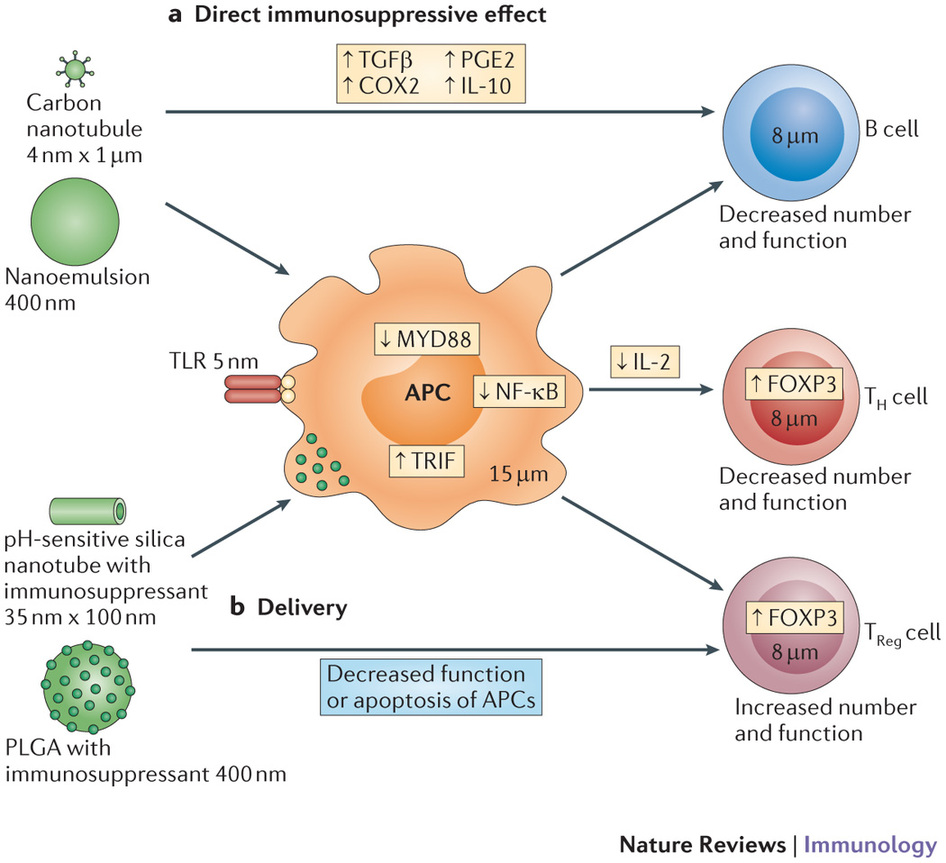 a Direct immunosuppressive effect
↑ TGFβ ↑ PGE2
↑ COX2 ↑ IL-10
Carbon
nanotubule
4 nm x 1 μm
8 μm
B cell
Decreased number
and function
Nanoemulsion
400 nm
TLR 5 nm
↓ MYD88
APC
↓ NF-κB
↑ TRIF
15 μm
↓ IL-2
↑ FOXP3
8 μm
TH cell
Decreased number
and function
pH-sensitive silica
nanotube with
immunosuppressant
35 nm x 100 nm
b Delivery
Decreased function
or apoptosis of APCs
↑ FOXP3
8 μm
TReg cell
Increased number
and function
PLGA with
immunosuppressant 400 nm
Nature Reviews | Immunology